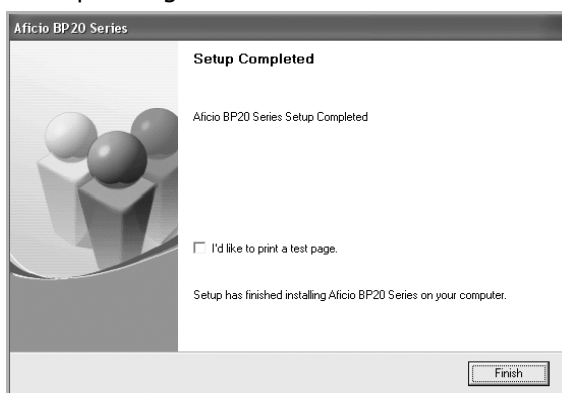 Aficio BP20 Series
Setup Completed
Aficio BP20 Series Setup Completed
I'd like to print a test page.
Setup has finished installing Aficio BP20 Series on your computer.
Finish